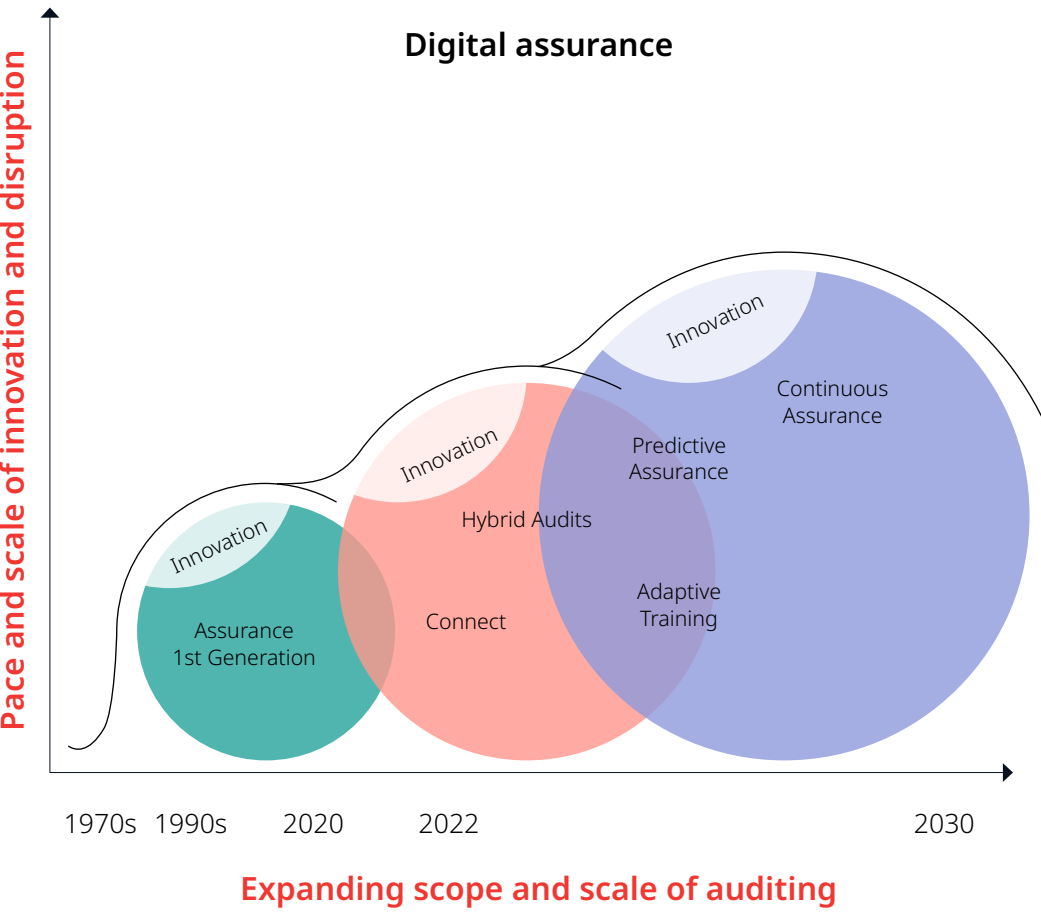 Digital assurance
Pace and scale of innovation and disruption
Innovation
Continuous
Assurance
Innovation
Predictive
Assurance
Hybrid Audits
Innovation
Adaptive
Training
Connect
Assurance
1st Generation
1970s 1990s 2020 2022 2030
Expanding scope and scale of auditing